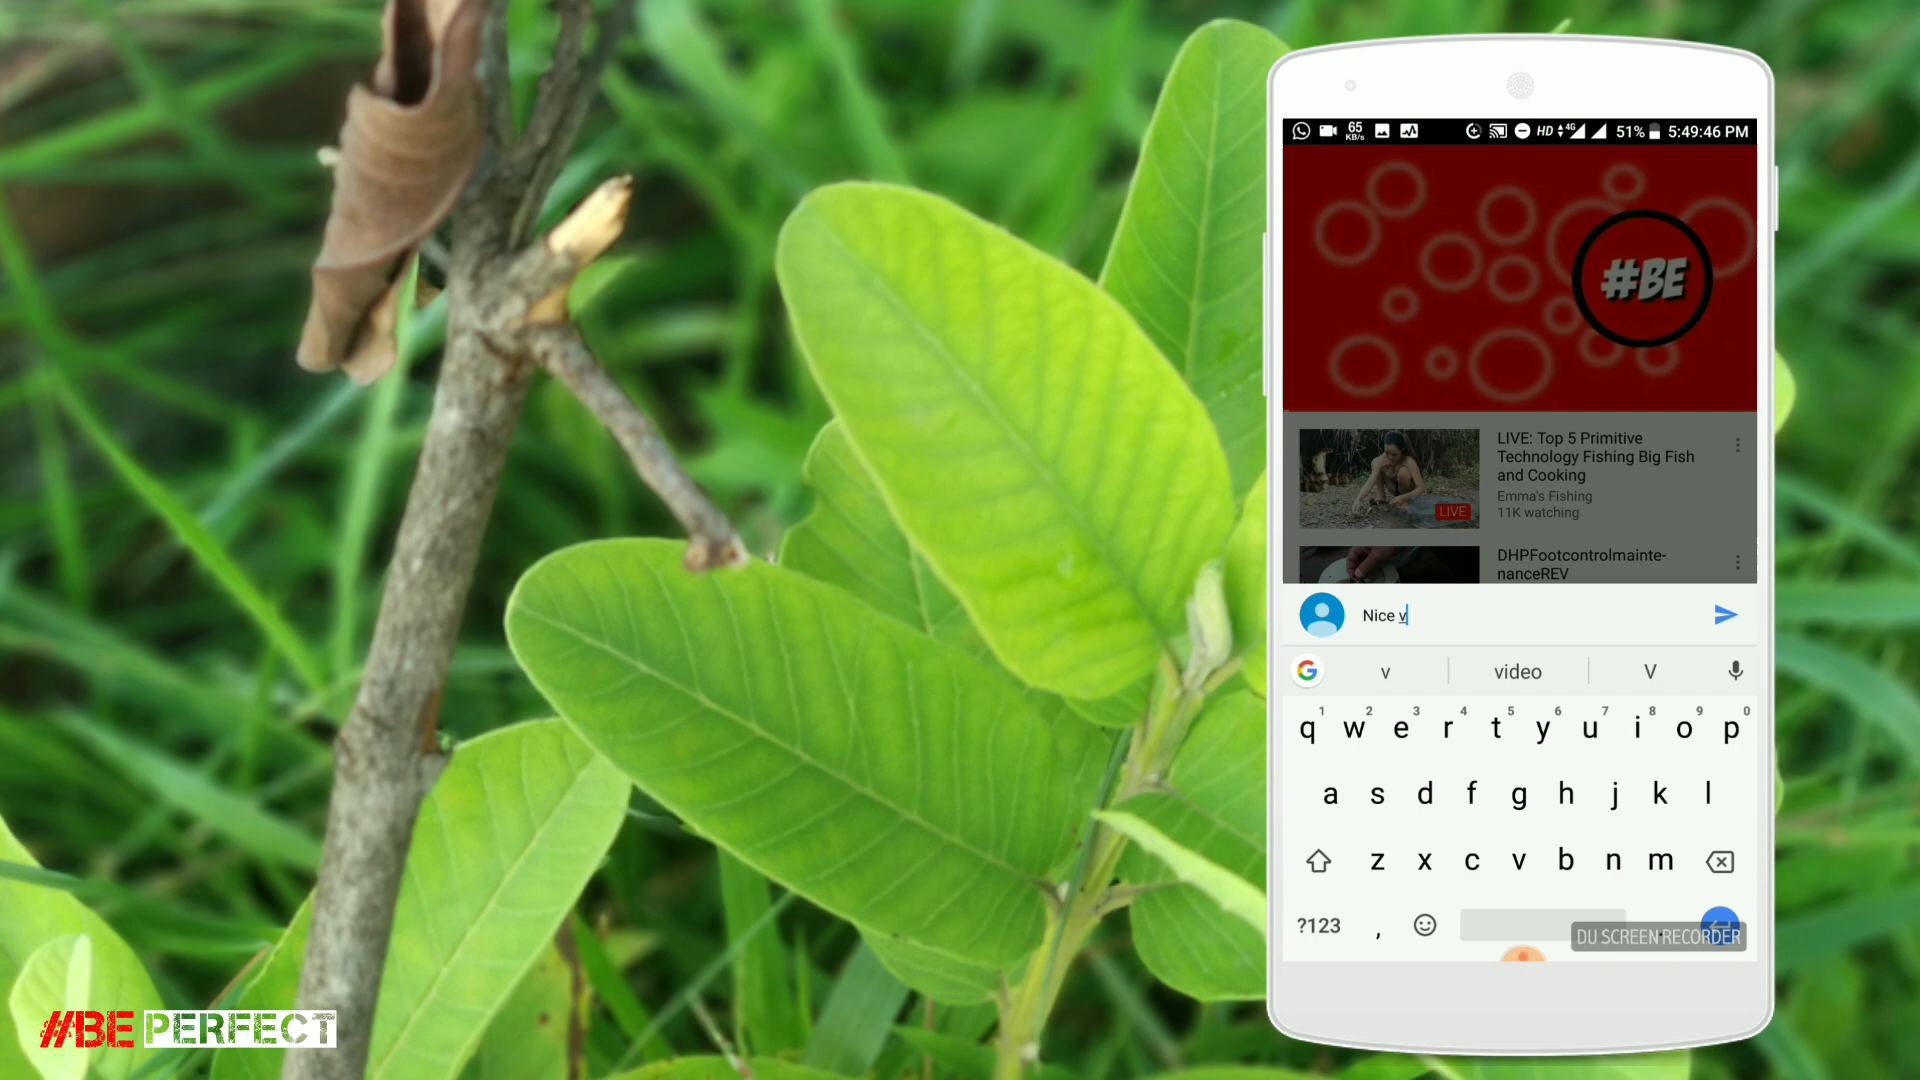 65
KB/s
HD 4G 51% 5:49:46 PM
#BE
LIVE: Top 5 Primitive
Technology Fishing Big Fish
and Cooking
Emma's Fishing
11K watching
LIVE
DHPFootcontrolmainte-
nanceREV
Nice v
G v video V
1 2 3 4 5 6 7 8 9 0
q w e r t y u i o p
a s d f g h j k l
z x c v b n m
?123 , .
DU SCREEN RECORDER
#BE PERFECT